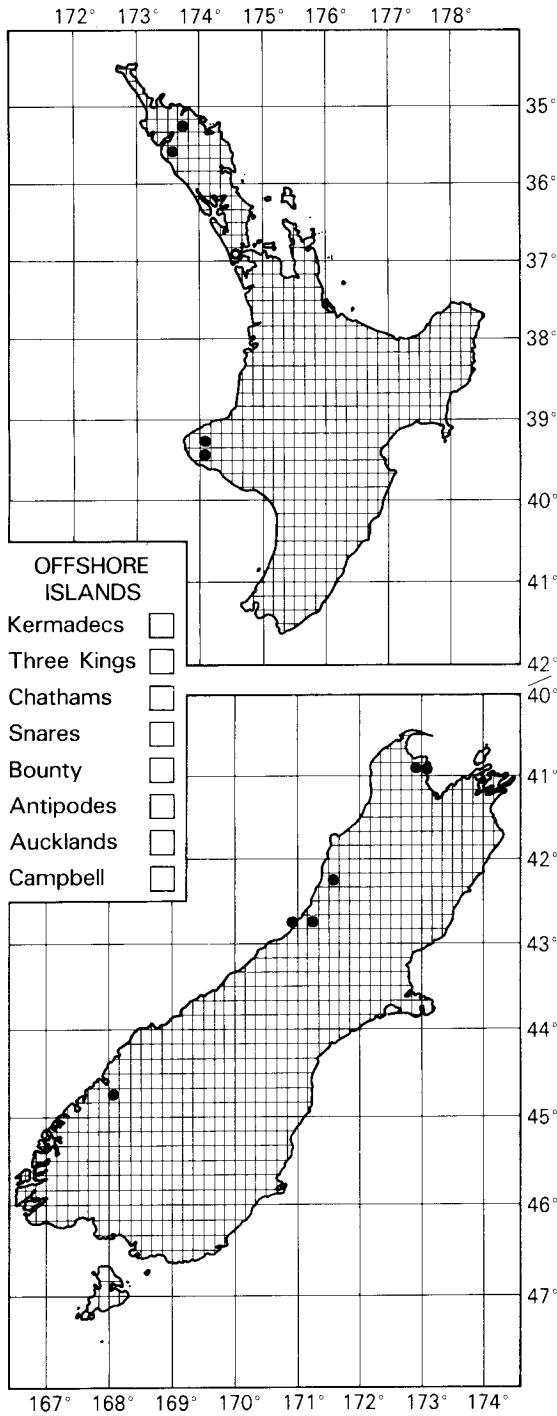 172° 173° 174° 175° 176° 177° 178°
35°
36°
37°
38°
39°
40°
41°
42°
OFFSHORE
ISLANDS
Kermadecs
Three Kings
Chathams
Snares
Bounty
Antipodes
Aucklands
Campbell
40°
41°
42°
43°
44°
45°
46°
47°
167° 168° 169° 170° 171° 172° 173° 174°